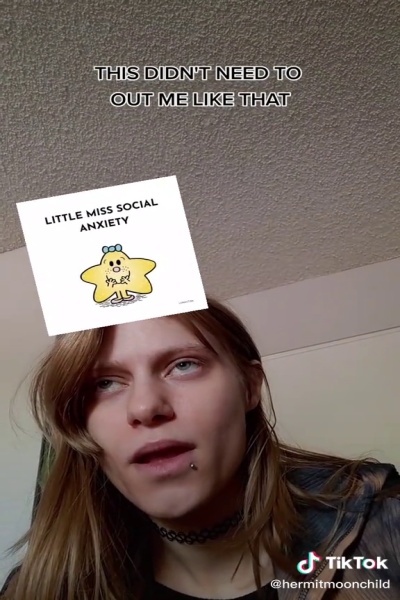 THIS DIDN'T NEED TO
OUT ME LIKE THAT
LITTLE MISS SOCIAL
ANXIETY
TikTok
@hermitmoonchild